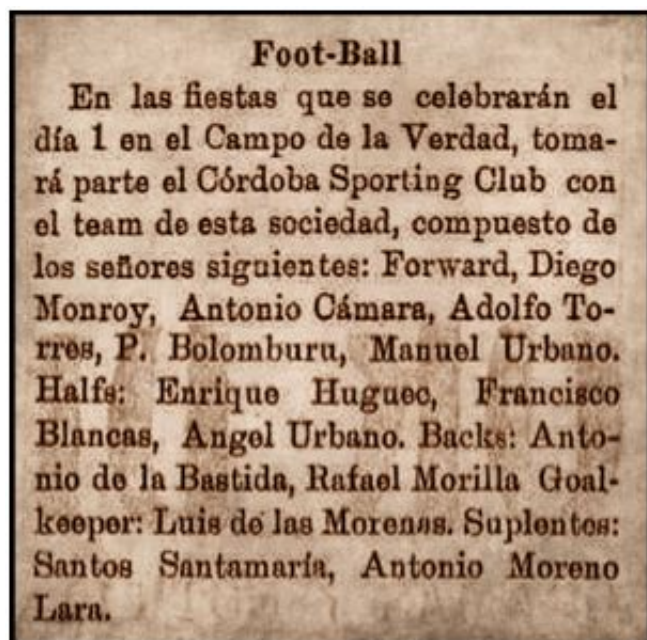 Foot-Ball
En las fiestas que se celebrarán el
día 1 en el Campo de la Verdad, toma-
rá parte el Córdoba Sporting Club con
el team de esta sociedad, compuesto de
los señores siguientes: Forward, Diego
Monroy, Antonio Cámara, Adolfo To-
rres, P. Bolomburu, Manuel Urbano.
Halfs: Enrique Huguec, Francisco
Blancas, Angel Urbano. Backs: Anto-
nio de la Bastida, Rafael Morilla Goal-
keeper: Luis de las Morenas. Suplentes:
Santos Santamaría, Antonio Moreno
Lara.